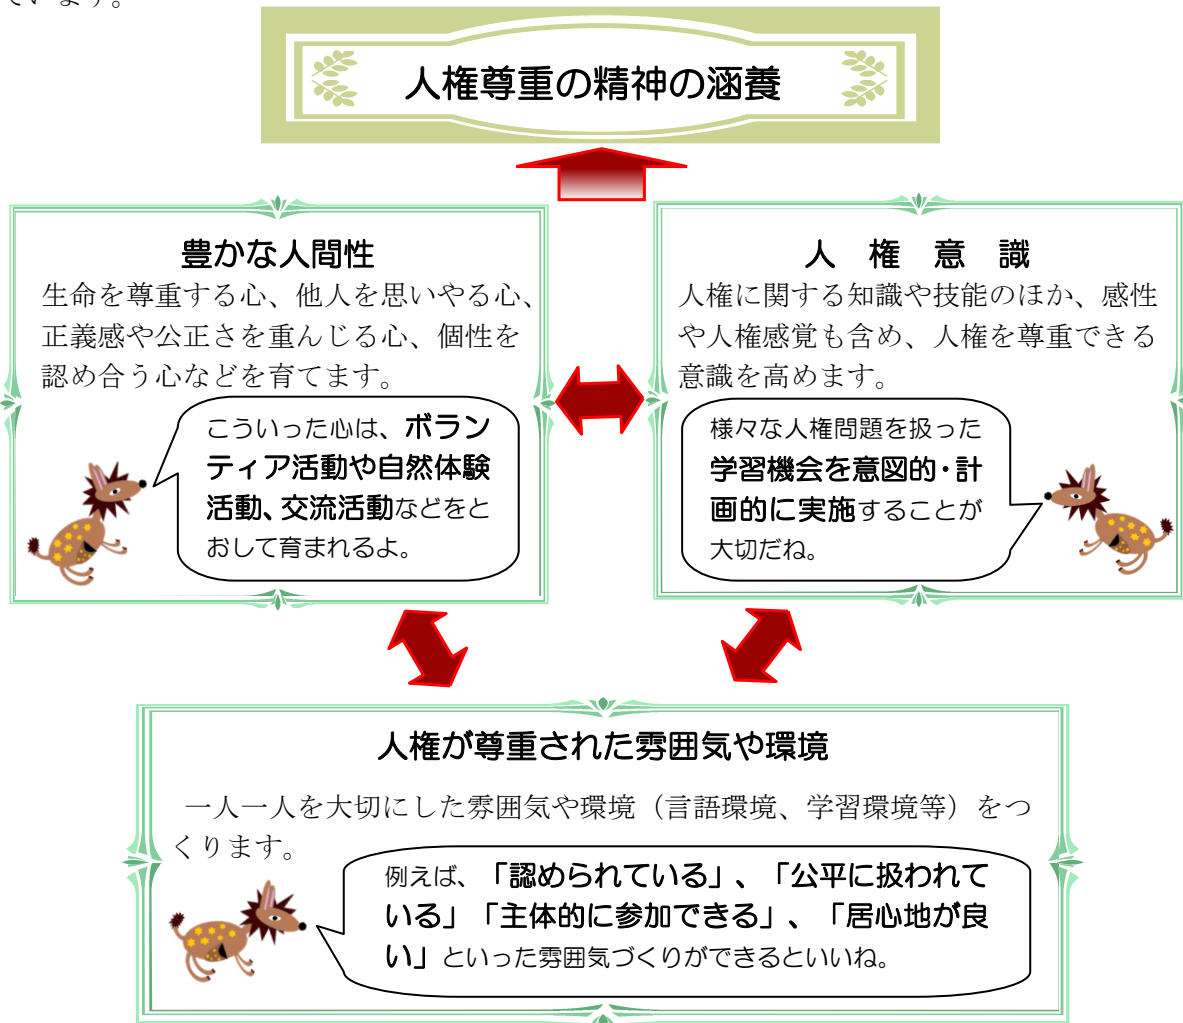 ています。
人権尊重の精神の涵養
豊かな人間性
生命を尊重する心、他人を思いやる心、
正義感や公正さを重んじる心、個性を
認め合う心などを育てます。
こういった心は、ボラン
ティア活動や自然体験
活動、交流活動などをと
おして育まれるよ。
人　権　意　識
人権に関する知識や技能のほか、感性
や人権感覚も含め、人権を尊重できる
意識を高めます。
様々な人権問題を扱った
学習機会を意図的・計
画的に実施することが
大切だね。
人権が尊重された雰囲気や環境
一人一人を大切にした雰囲気や環境（言語環境、学習環境等）をつ
くります。
例えば、「認められている」、「公平に扱われて
いる」「主体的に参加できる」、「居心地が良
い」といった雰囲気づくりができるといいね。